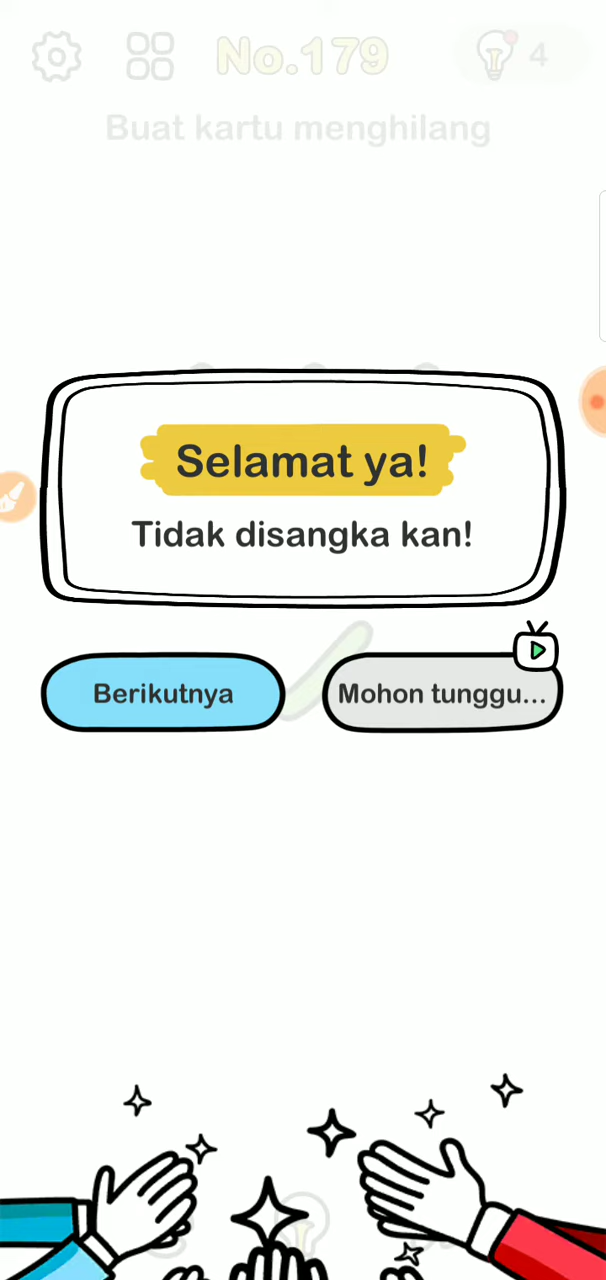 No.179
4
Buat kartu menghilang
Selamat ya!
Tidak disangka kan!
Berikutnya
Mohon tunggu...